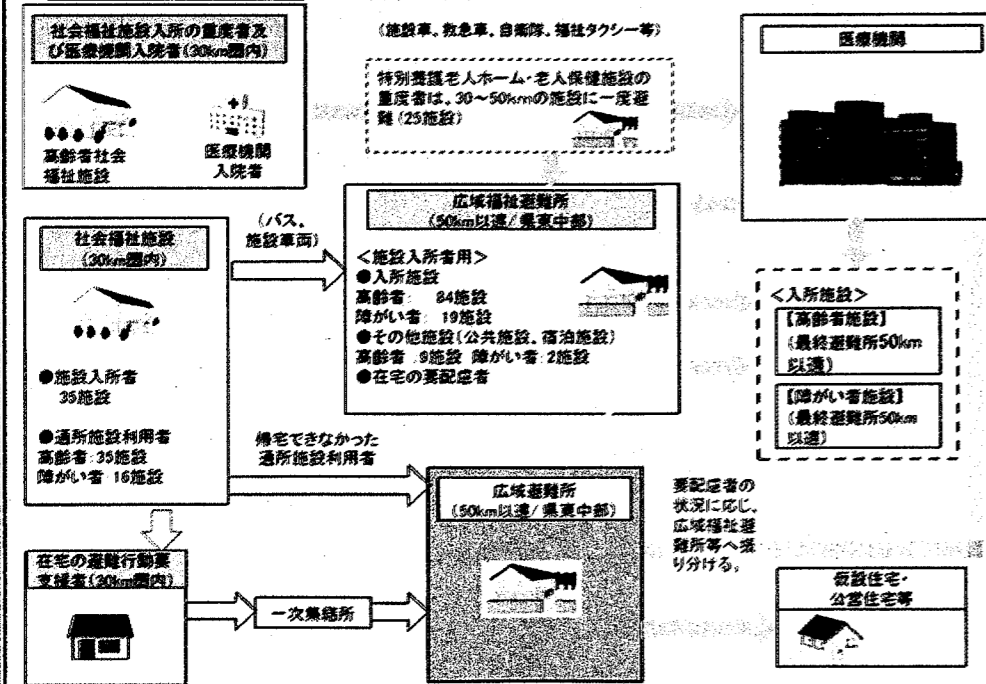 社会福祉施設入所の重度者及
び医療機関入院者(30km圏内)
高齢者社会
福祉施設
医療機関
入院者
(施設車、救急車、自衛隊、福祉タクシー等)
特別養護老人ホーム・老人保健施設の
重度者は、30～50kmの施設に一度避
難(25施設)
医療機関
社会福祉施設
(30km圏内)
●施設入所者
35施設
●通所施設利用者
高齢者:35施設
障がい者:16施設
(バス、
施設車両)
広域福祉避難所
(50km以遠/県東中部)
<施設入所者用>
●入所施設
高齢者: 84施設
障がい者: 19施設
●その他施設(公共施設、宿泊施設)
高齢者:9施設 障がい者:2施設
●在宅の要配慮者
<入所施設>
【高齢者施設】
(最終避難所50km
以遠)
【障がい者施設】
(最終避難所50km
以遠)
帰宅できなかった
通所施設利用者
広域避難所
(50km以遠/県東中部)
要配慮者の
状況に応じ、
広域福祉避
難所等へ振
り分ける。
在宅の避難行動要
支援者(30km圏内)
一次集結所
仮設住宅・
公営住宅等